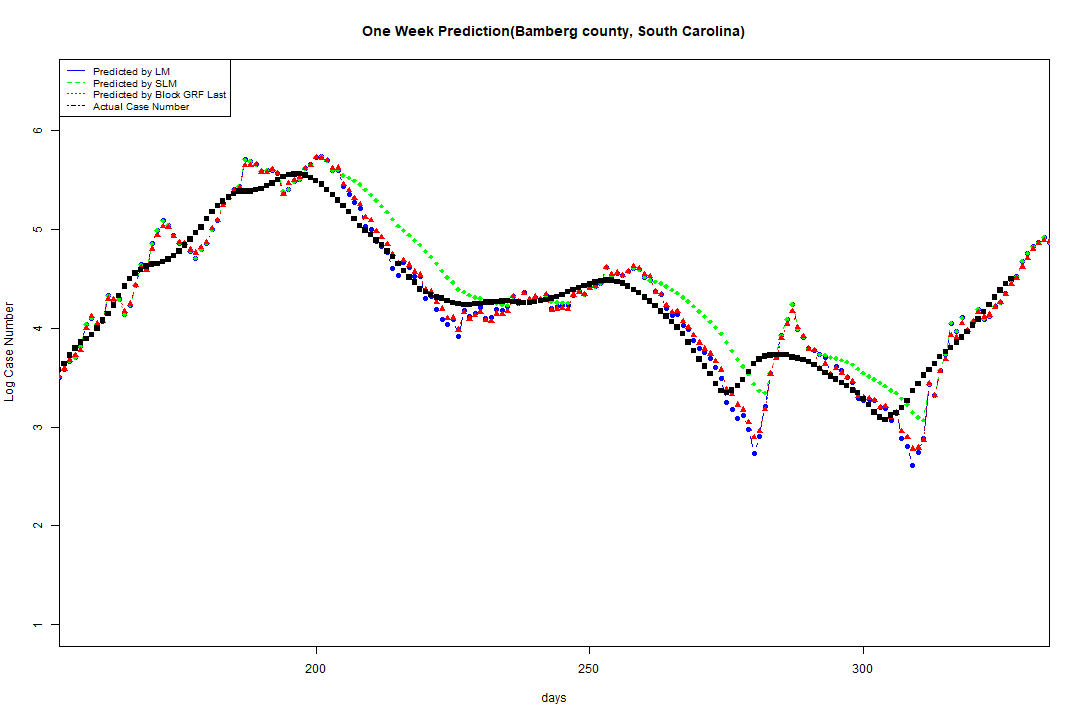 One Week Prediction(Bamberg county, South Carolina)
Predicted by LM
Predicted by SLM
Predicted by Block GRF Last
Actual Case Number
Log Case Number
6
5
4
3
2
1
200
250
300
days